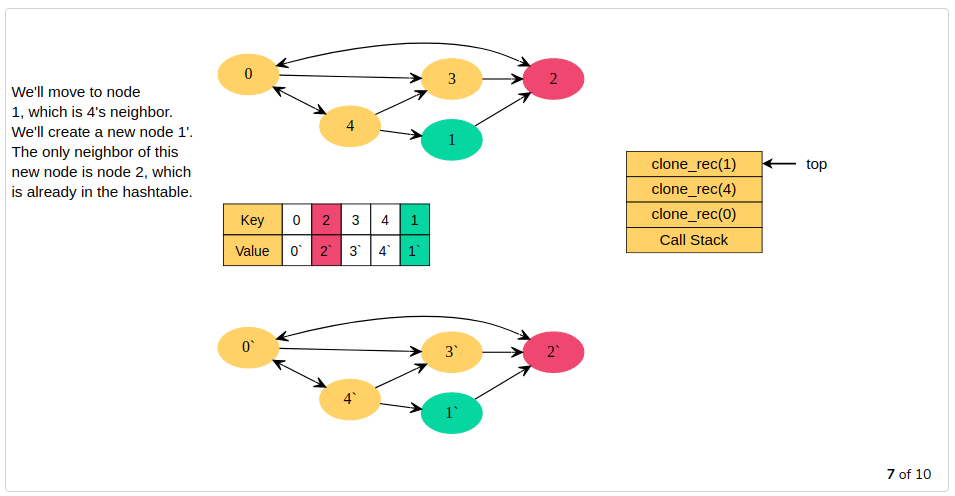 0
3
2
4
1
We'll move to node
1, which is 4's neighbor.
We'll create a new node 1'.
The only neighbor of this
new node is node 2, which
is already in the hashtable.
clone_rec(1)
top
clone_rec(4)
clone_rec(0)
Call Stack
Key 0 2 3 4 1
Value 0` 2` 3` 4` 1`
0`
3`
2`
4`
1`
7 of 10